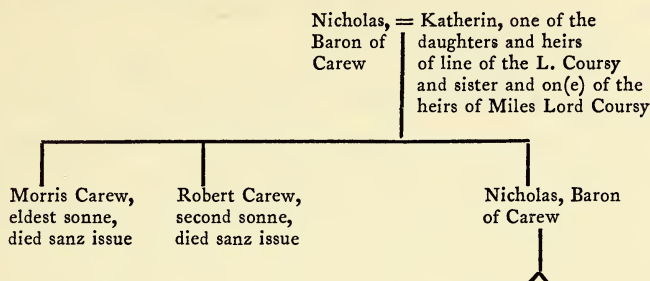 Nicholas, = Katherin, one of the
Baron of daughters and heirs
Carew of line of the L. Coursy
and sister and on(e) of the
heirs of Miles Lord Coursy
Morris Carew,
eldest sonne,
died sanz issue
Robert Carew,
second sonne,
died sanz issue
Nicholas, Baron
of Carew